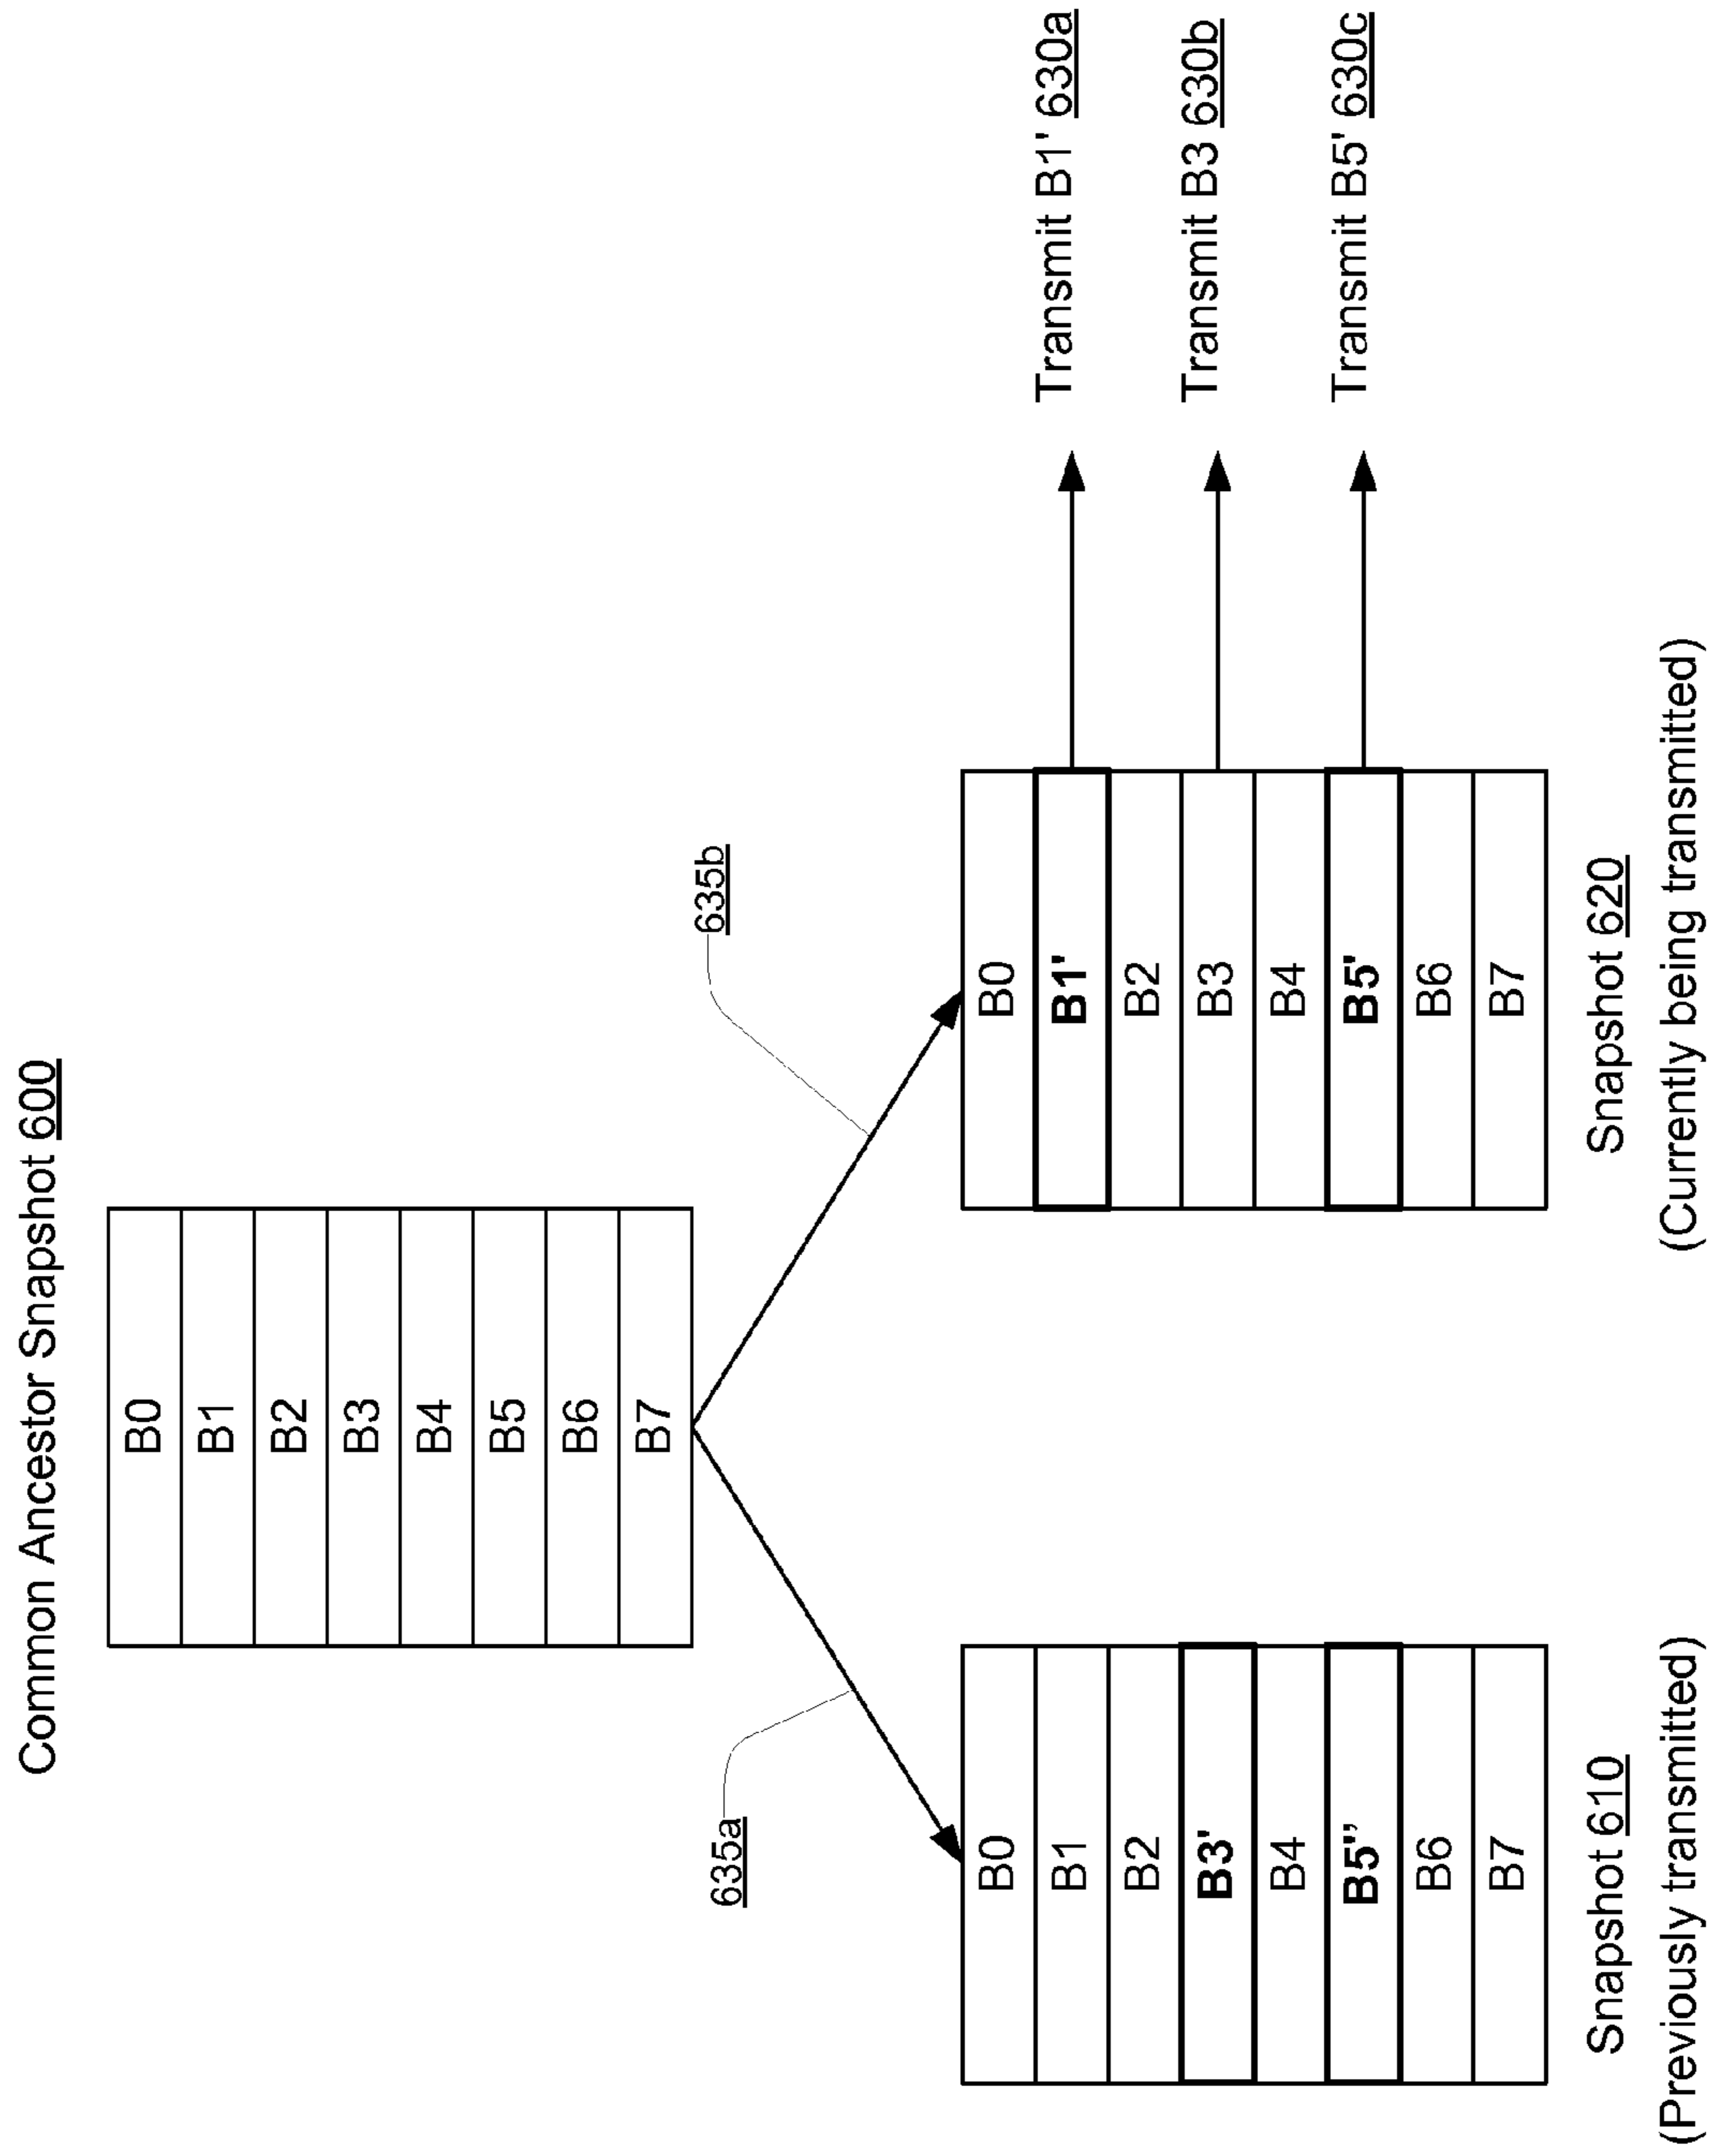 Common Ancestor Snapshot 600
B0
B1
B2
B3
B4
B5
B6
B7
635a
635b
B0
B1
B2
B3'
B4
B5''
B6
B7
Snapshot 610
(Previously transmitted)
B0
B1'
B2
B3
B4
B5'
B6
B7
Snapshot 620
(Currently being transmitted)
Transmit B1' 630a
Transmit B3 630b
Transmit B5' 630c